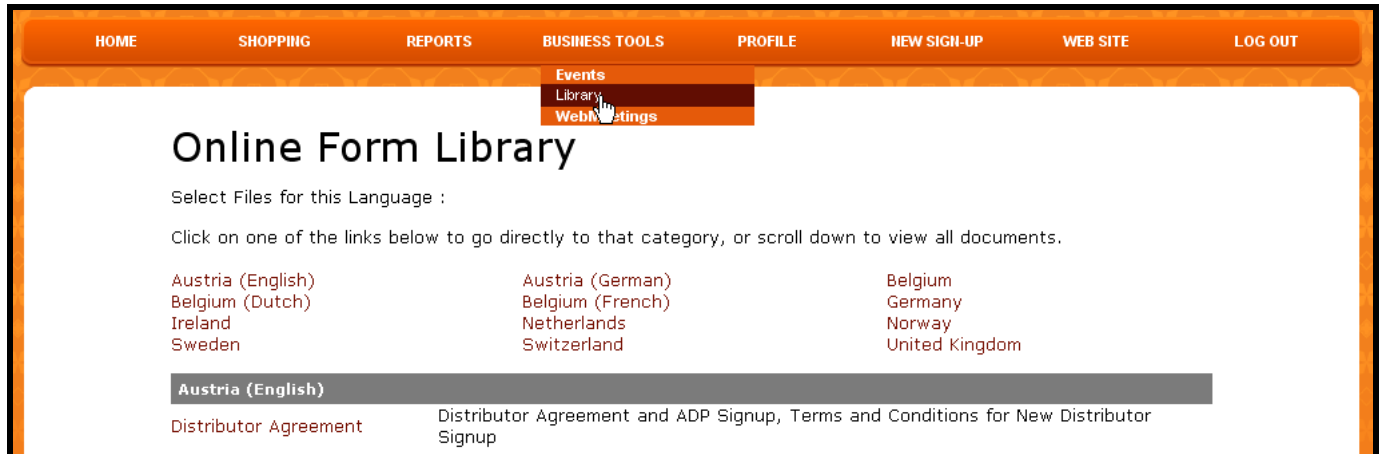 HOME SHOPPING REPORTS BUSINESS TOOLS PROFILE NEW SIGN-UP WEB SITE LOG OUT
Events
Library
Online Form Library
Select Files for this Language :
Click on one of the links below to go directly to that category, or scroll down to view all documents.
Austria (English) Austria (German) Belgium
Belgium (Dutch) Belgium (French) Germany
Ireland Netherlands Norway
Sweden Switzerland United Kingdom
Austria (English)
Distributor Agreement Distributor Agreement and ADP Signup, Terms and Conditions for New Distributor
Signup